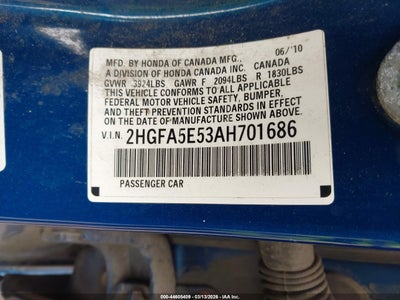 MFD. BY HONDA OF CANADA MFG., 06/10
A DIVISION OF HONDA CANADA INC. CANADA
GVWR 3924LBS GAWR F 2094LBS R 1830LBS
THIS VEHICLE CONFORMS TO ALL APPLICABLE
FEDERAL MOTOR VEHICLE SAFETY, BUMPER,
AND THEFT PREVENTION STANDARDS IN EFFECT
ON THE DATE OF MANUFACTURE SHOWN ABOVE.
V.I.N. 2HGFA5E53AH701686
PASSENGER CAR
000-44605409 - 03/13/2026 - IAA, Inc.